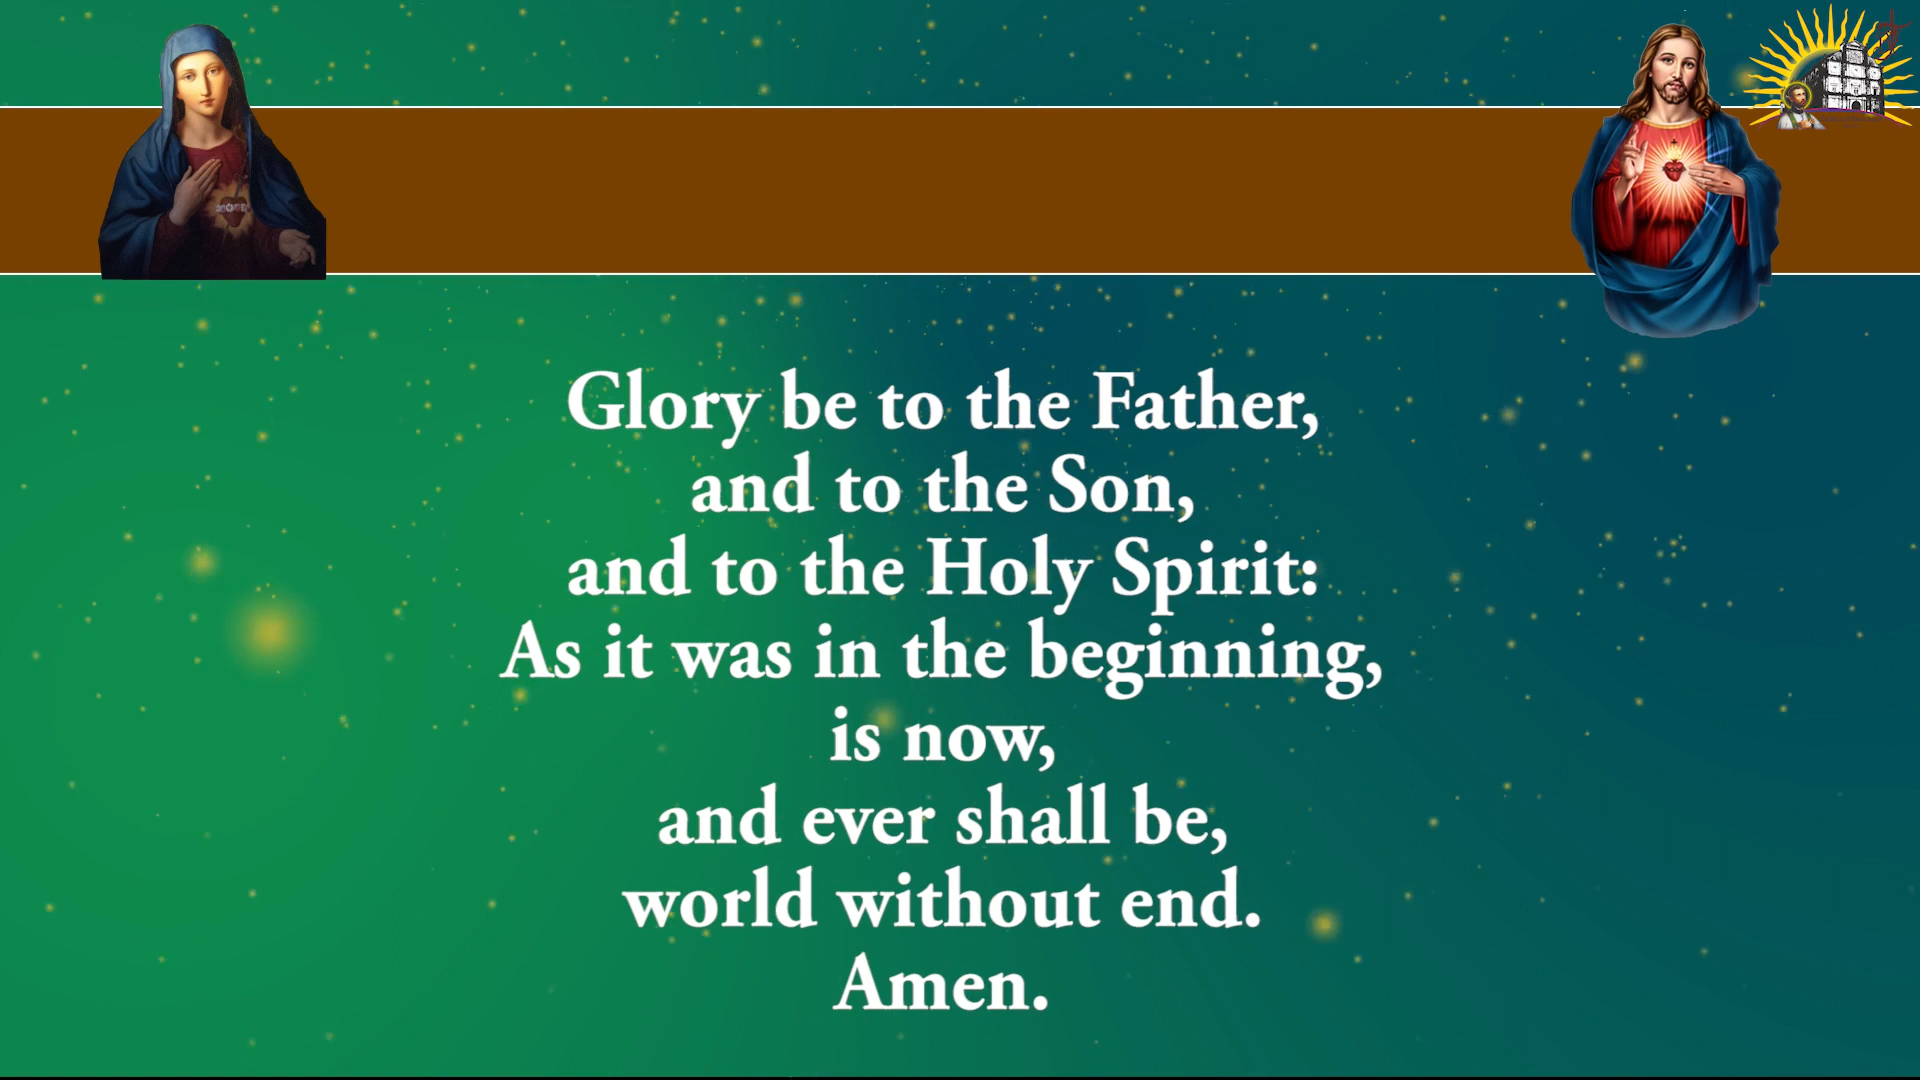 Glory be to the Father,
and to the Son,
and to the Holy Spirit:
As it was in the beginning,
is now,
and ever shall be,
world without end.
Amen.